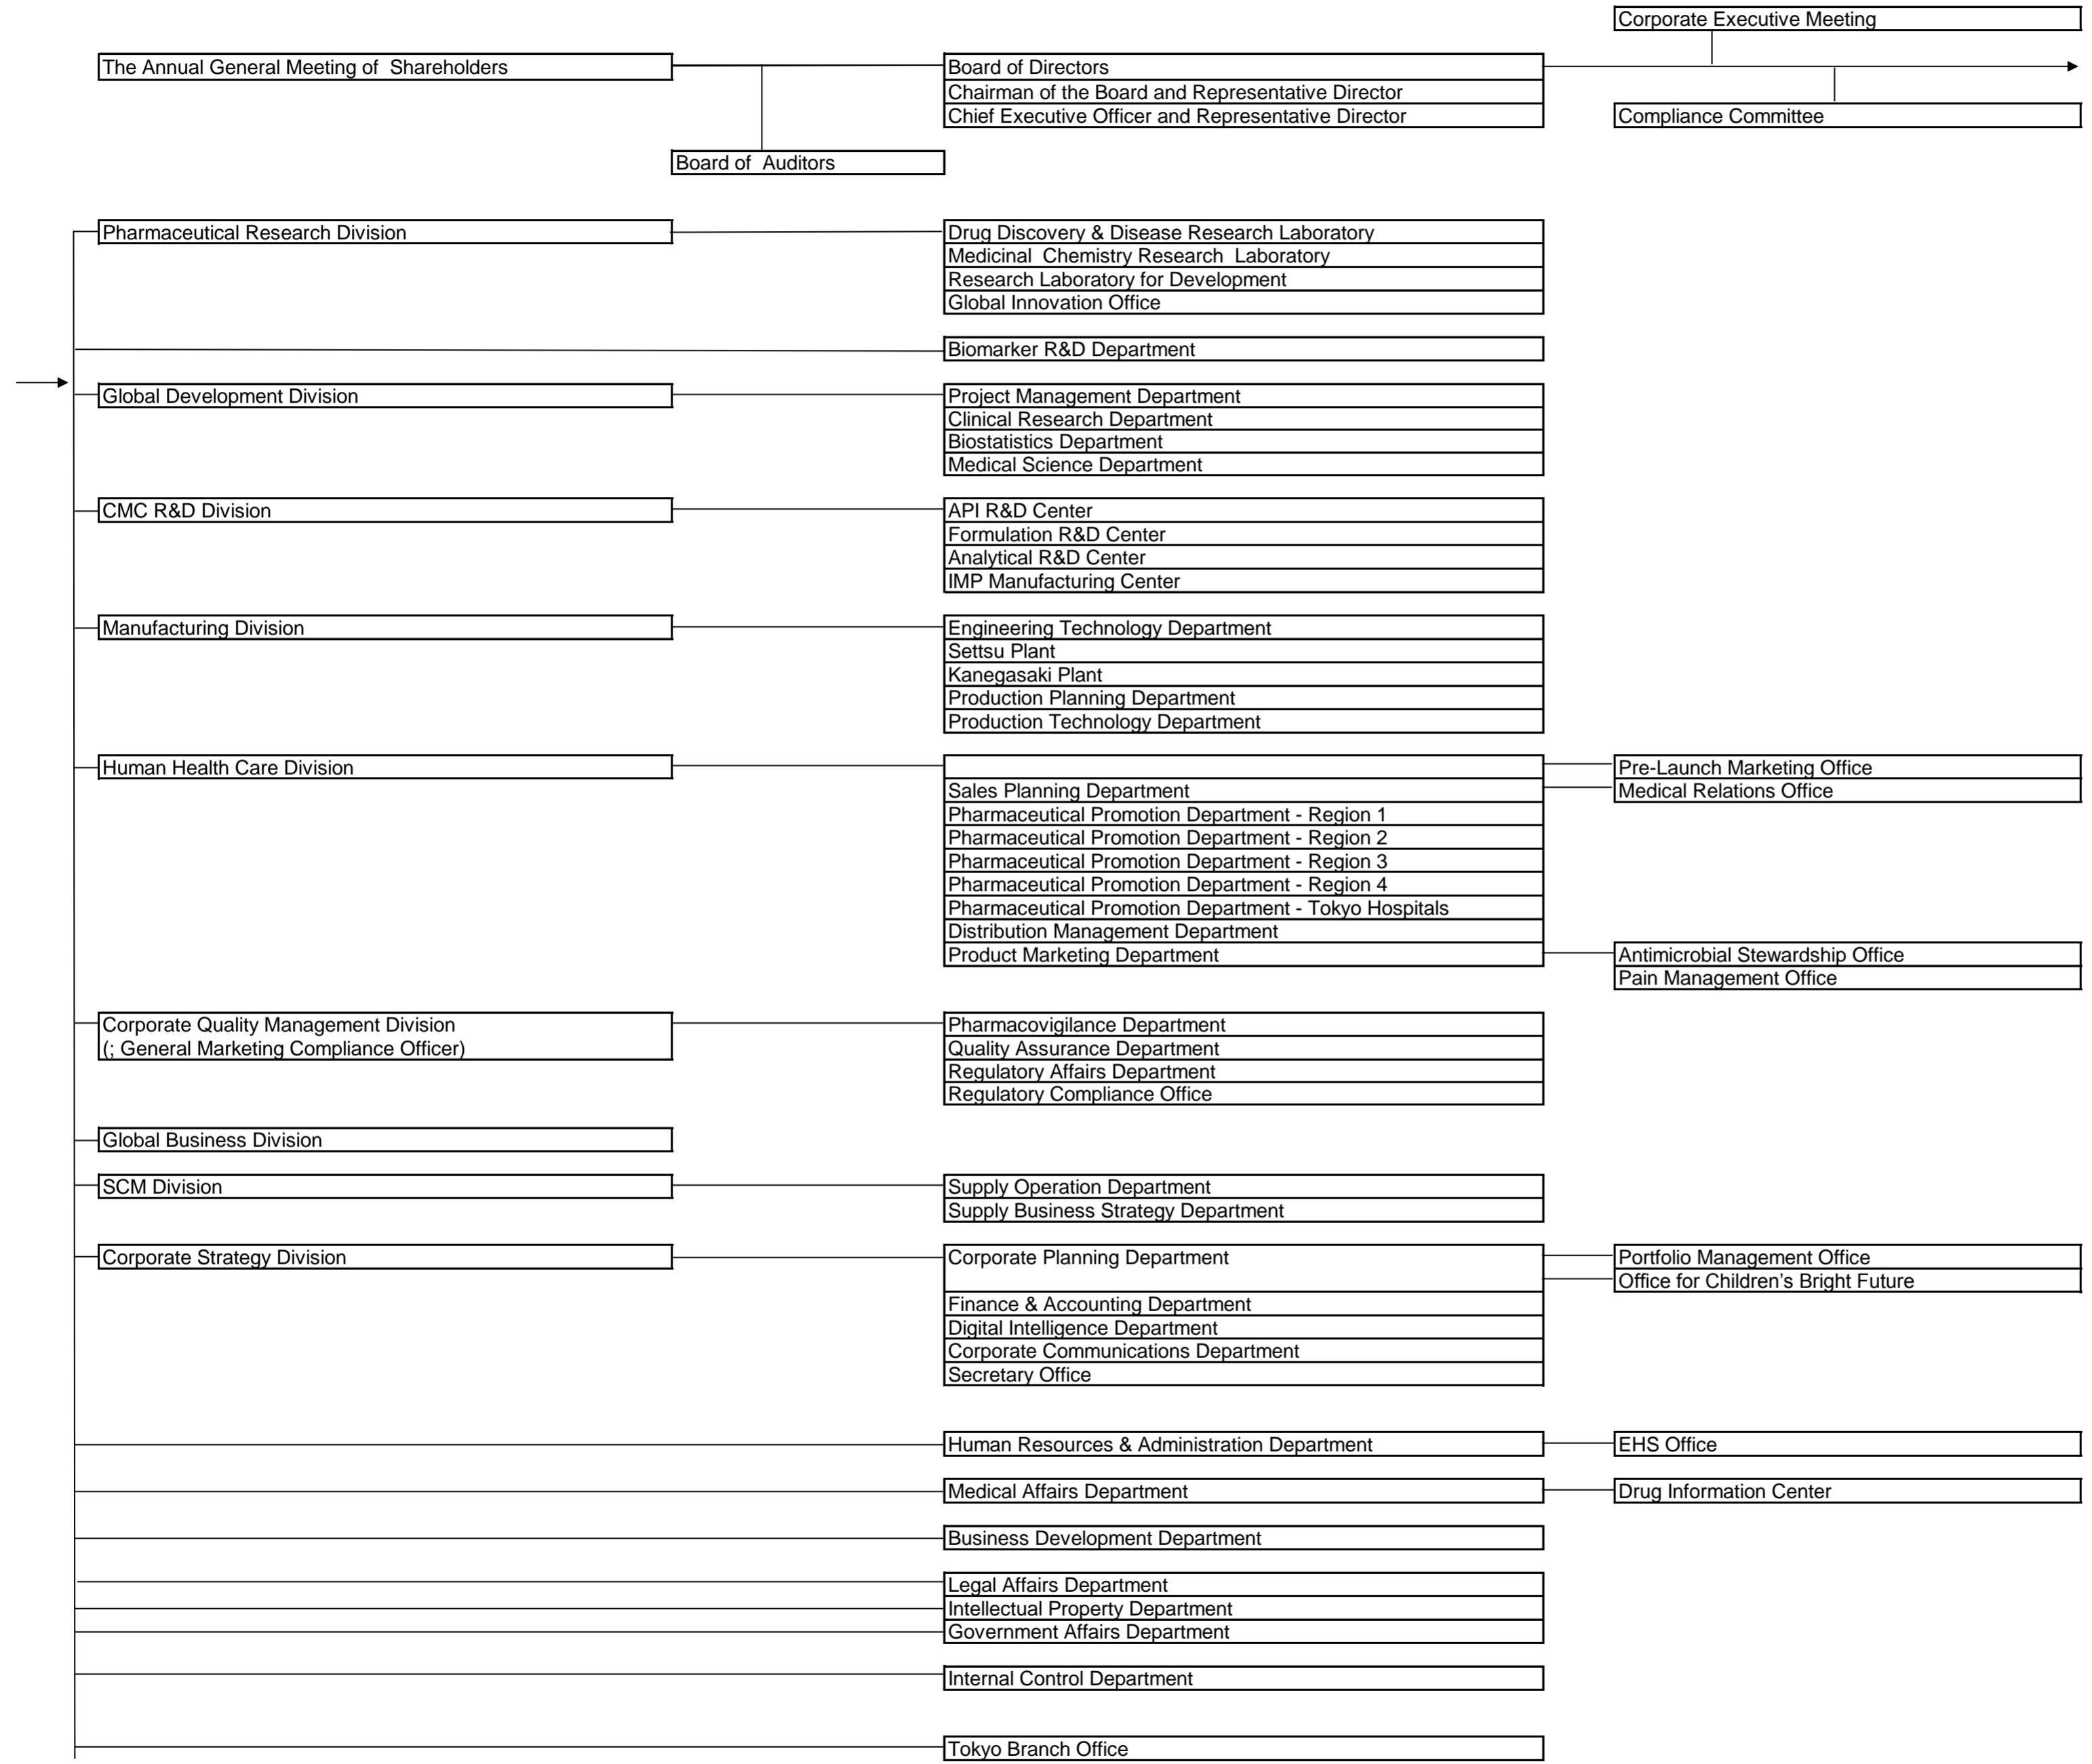 Corporate Executive Meeting
The Annual General Meeting of  Shareholders
Board of Directors
Chairman of the Board and Representative Director
Chief Executive Officer and Representative Director
Compliance Committee
Board of  Auditors
Pharmaceutical Research Division
Drug Discovery & Disease Research Laboratory
Medicinal  Chemistry Research  Laboratory
Research Laboratory for Development
Global Innovation Office
Biomarker R&D Department
Global Development Division
Project Management Department
Clinical Research Department
Biostatistics Department
Medical Science Department
CMC R&D Division
API R&D Center
Formulation R&D Center
Analytical R&D Center
IMP Manufacturing Center
Manufacturing Division
Engineering Technology Department
Settsu Plant
Kanegasaki Plant
Production Planning Department
Production Technology Department
Human Health Care Division
Pre-Launch Marketing Office
Sales Planning Department
Medical Relations Office
Pharmaceutical Promotion Department - Region 1
Pharmaceutical Promotion Department - Region 2
Pharmaceutical Promotion Department - Region 3
Pharmaceutical Promotion Department - Region 4
Pharmaceutical Promotion Department - Tokyo Hospitals
Distribution Management Department
Product Marketing Department
Antimicrobial Stewardship Office
Pain Management Office
Corporate Quality Management Division
(; General Marketing Compliance Officer)
Pharmacovigilance Department
Quality Assurance Department
Regulatory Affairs Department
Regulatory Compliance Office
Global Business Division
SCM Division
Supply Operation Department
Supply Business Strategy Department
Corporate Strategy Division
Corporate Planning Department
Portfolio Management Office
Office for Children’s Bright Future
Finance & Accounting Department
Digital Intelligence Department
Corporate Communications Department
Secretary Office
Human Resources & Administration Department
EHS Office
Medical Affairs Department
Drug Information Center
Business Development Department
Legal Affairs Department
Intellectual Property Department
Government Affairs Department
Internal Control Department
Tokyo Branch Office